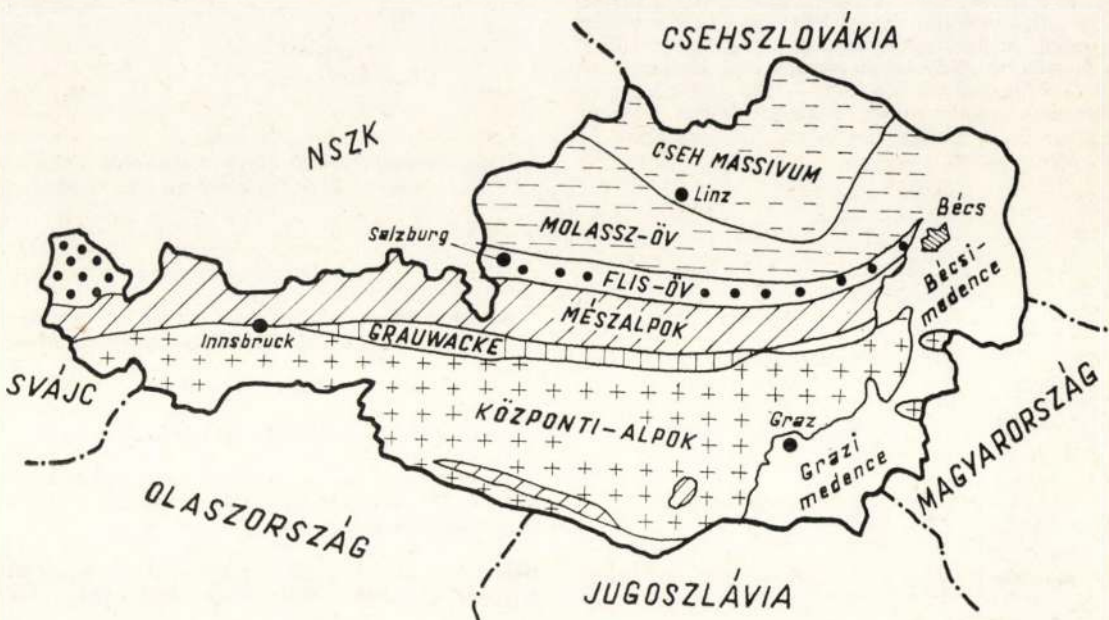 CSEHSZLOVÁKIA
NSZK
CSEH MASSIVUM
Linz
Bécs
MOLASSZ-ÖV
Salzburg
Bécsi-
medence
FLIS-ÖV
MÉSZALPOK
Innsbruck
GRAUWACKE
SVÁJC
KÖZPONTI-ALPOK
Graz
Grázi
medence
MAGYARORSZÁG
OLASZORSZÁG
JUGOSZLÁVIA